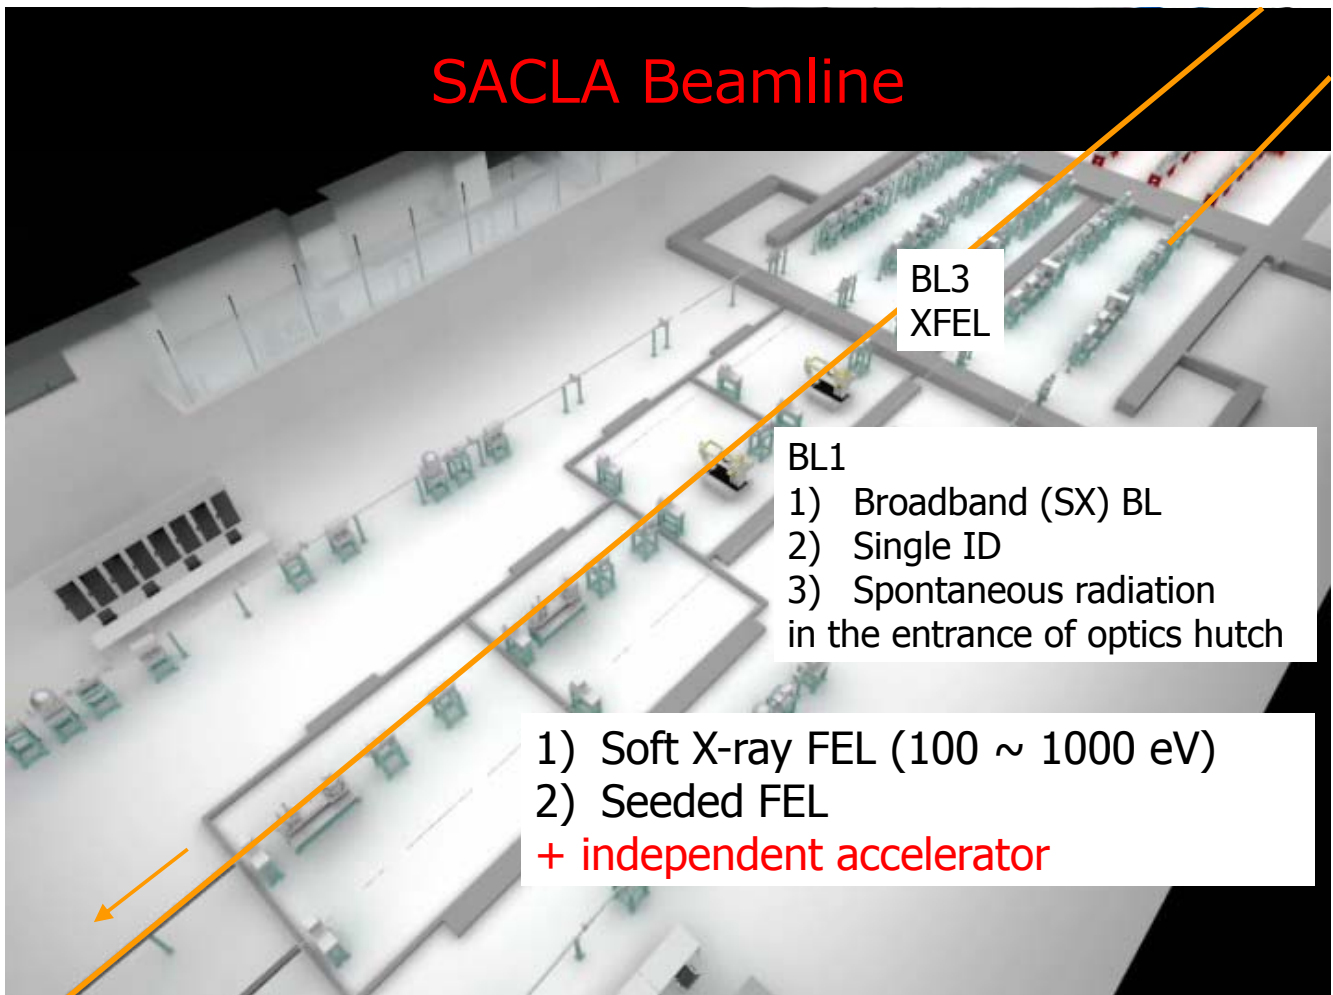 SACLA Beamline
BL3
XFEL
BL1
1) Broadband (SX) BL
2) Single ID
3) Spontaneous radiation
in the entrance of optics hutch
1) Soft X-ray FEL (100 ~ 1000 eV)
2) Seeded FEL
+ independent accelerator